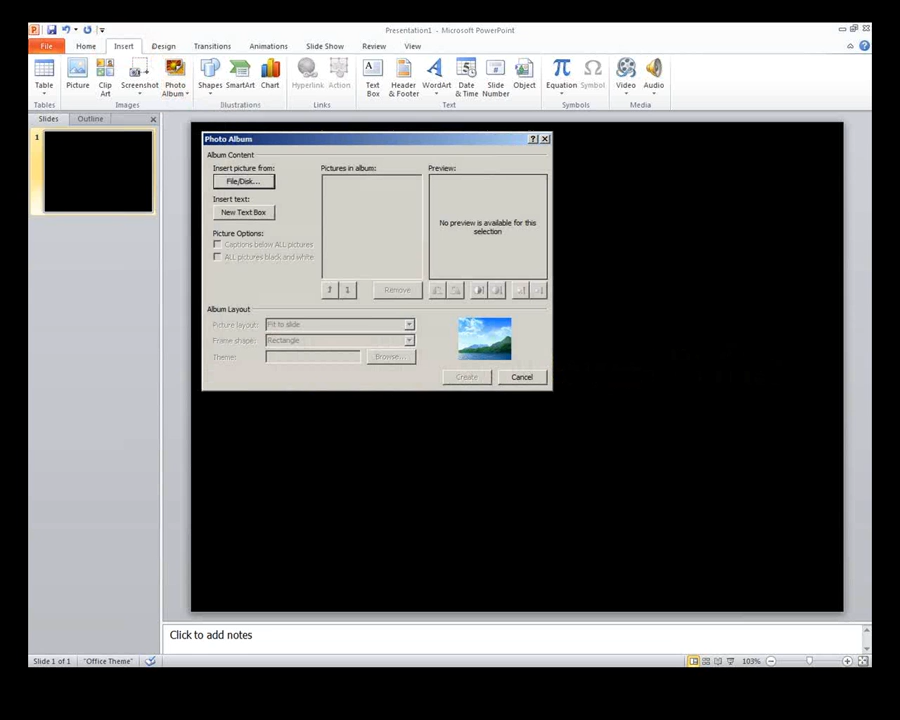 Presentation1 - Microsoft PowerPoint
File Home Insert Design Transitions Animations Slide Show Review View
Table Picture Clip Art Screenshot Photo Album Shapes SmartArt Chart Hyperlink Action Text Box Header & Footer WordArt Date & Time Slide Number Object Equation Symbol Video Audio
Tables Images Illustrations Links Text Symbols Media
Slides Outline
1
Photo Album
Album Content
Insert picture from:
File/Disk...
Insert text:
New Text Box
Picture Options:
Captions below ALL pictures
ALL pictures black and white
Pictures in album:
Remove
Preview:
No preview is available for this
selection
Album Layout
Picture layout: Fit to slide
Frame shape: Rectangle
Theme: Browse...
Create Cancel
Click to add notes
Slide 1 of 1 "Office Theme" 103%